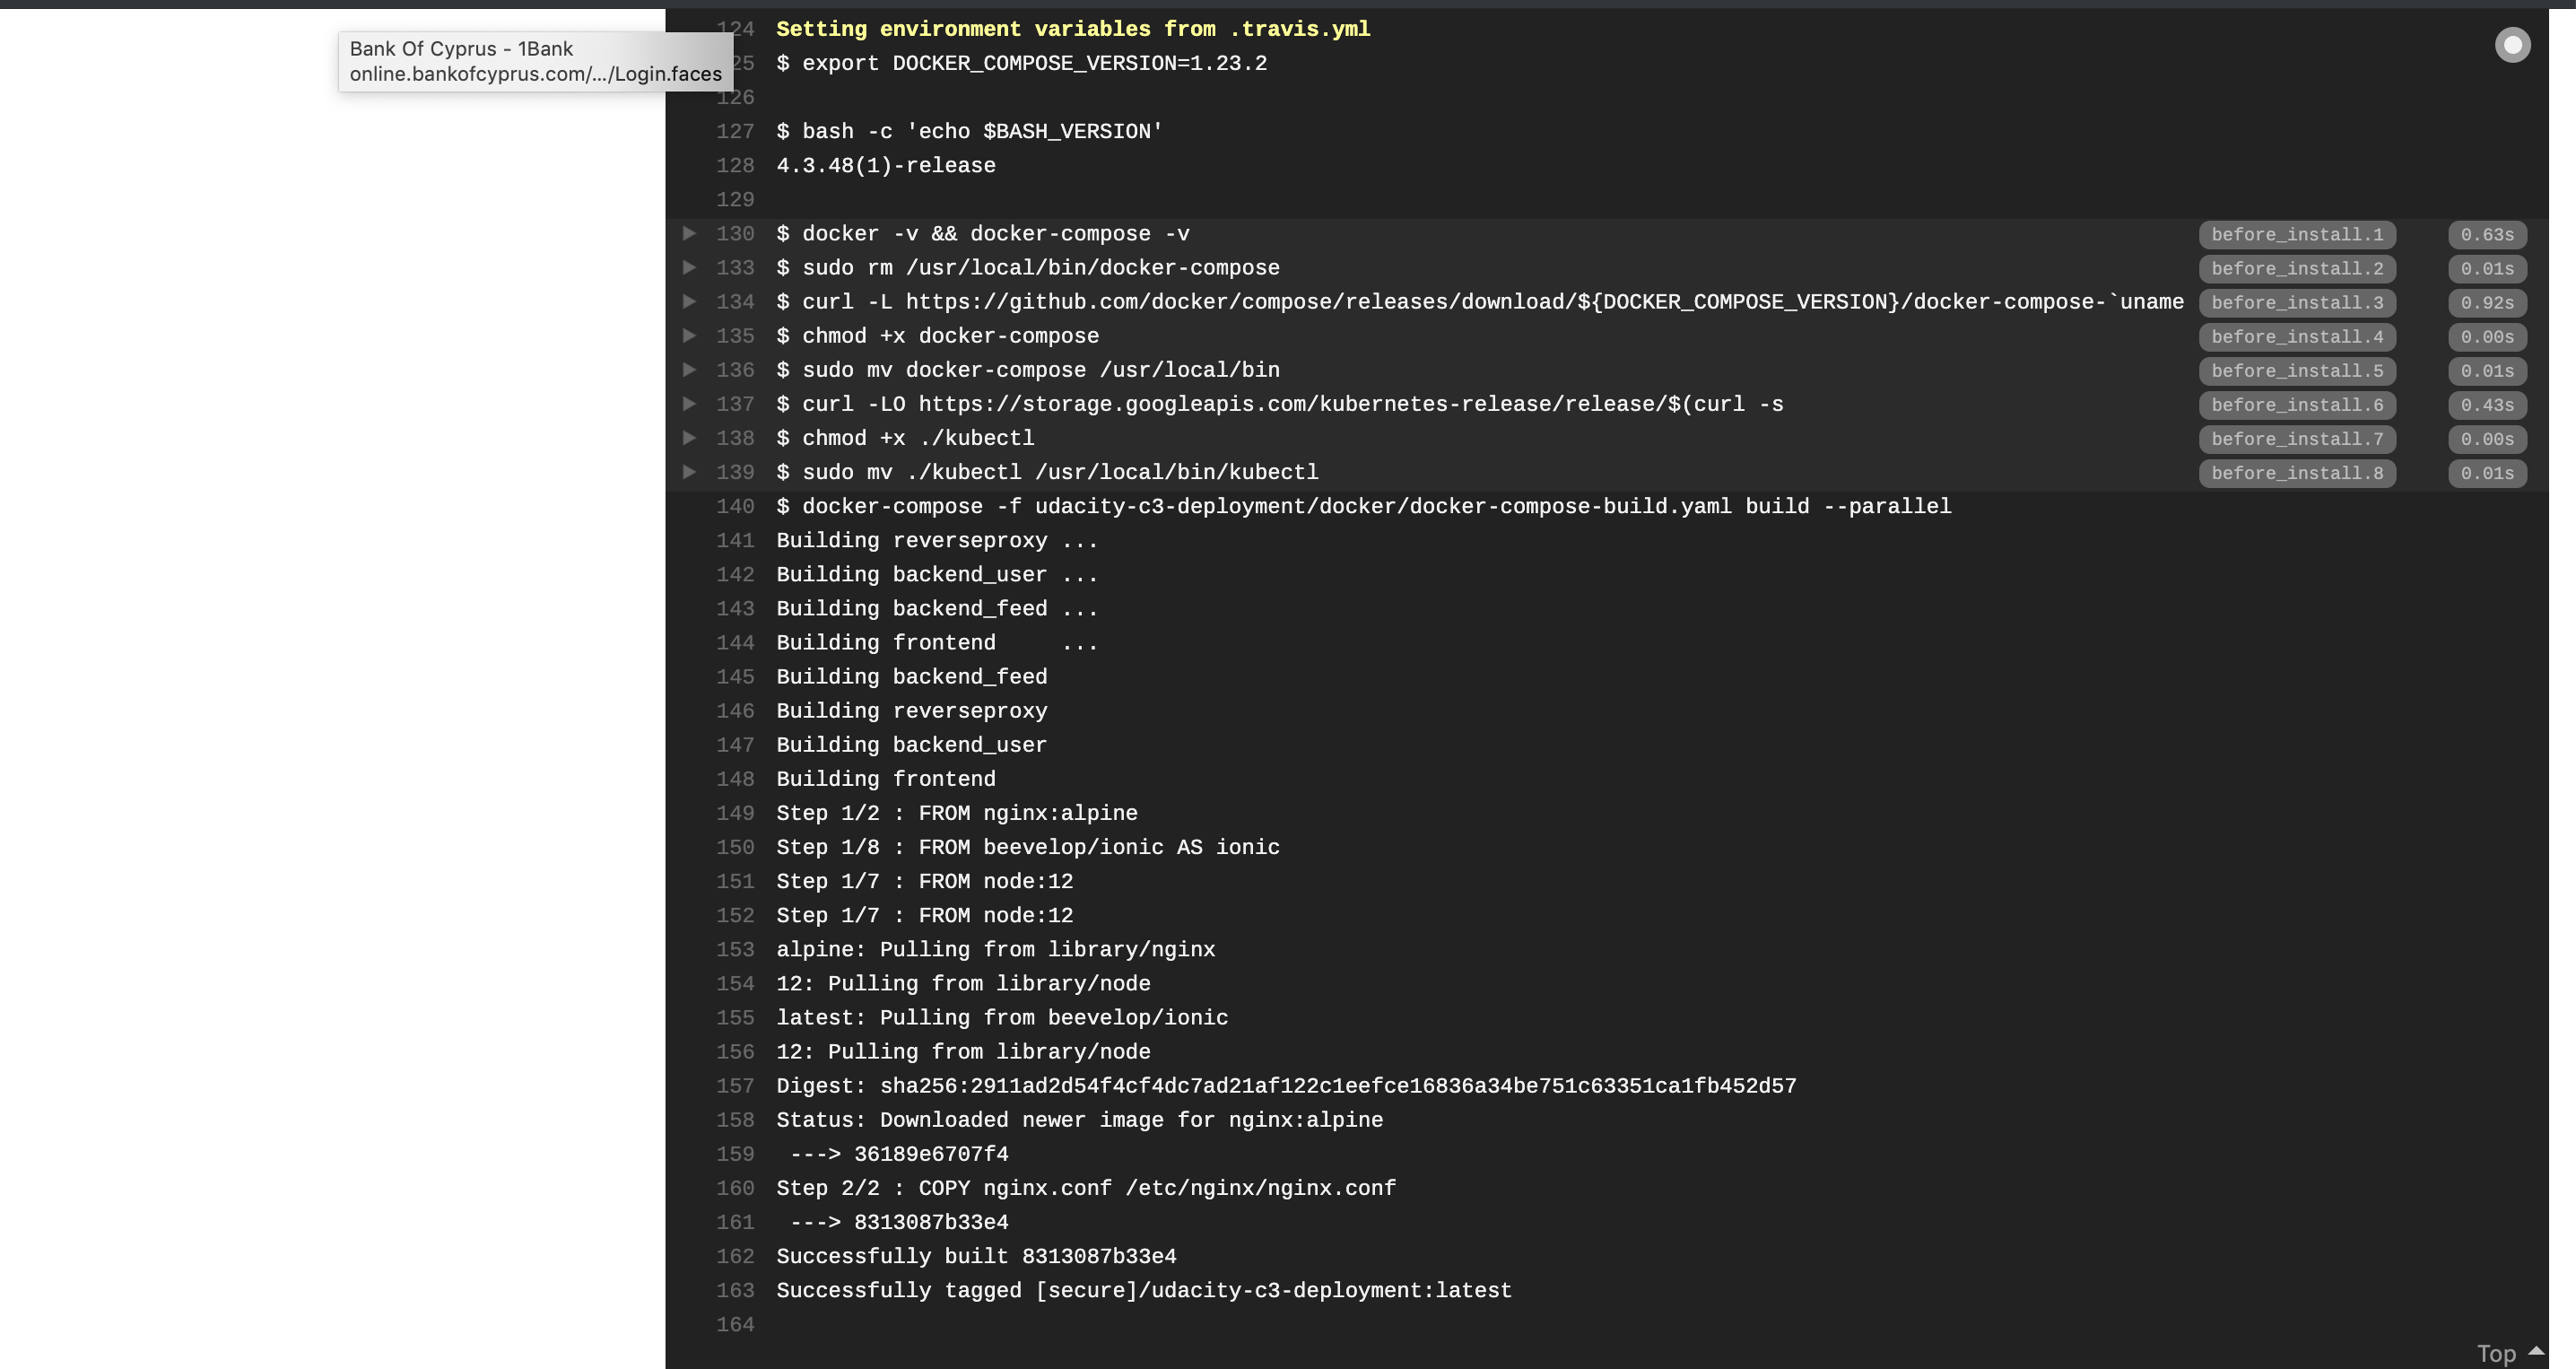 Bank Of Cyprus - 1Bank
online.bankofcyprus.com/.../Login.faces
124 Setting environment variables from .travis.yml
25 $ export DOCKER_COMPOSE_VERSION=1.23.2
126
127 $ bash -c 'echo $BASH_VERSION'
128 4.3.48(1)-release
129
130 $ docker -v && docker-compose -v before_install.1 0.63s
133 $ sudo rm /usr/local/bin/docker-compose before_install.2 0.01s
134 $ curl -L https://github.com/docker/compose/releases/download/${DOCKER_COMPOSE_VERSION}/docker-compose-`uname before_install.3 0.92s
135 $ chmod +x docker-compose before_install.4 0.00s
136 $ sudo mv docker-compose /usr/local/bin before_install.5 0.01s
137 $ curl -LO https://storage.googleapis.com/kubernetes-release/release/$(curl -s before_install.6 0.43s
138 $ chmod +x ./kubectl before_install.7 0.00s
139 $ sudo mv ./kubectl /usr/local/bin/kubectl before_install.8 0.01s
140 $ docker-compose -f udacity-c3-deployment/docker/docker-compose-build.yaml build --parallel
141 Building reverseproxy ...
142 Building backend_user ...
143 Building backend_feed ...
144 Building frontend     ...
145 Building backend_feed
146 Building reverseproxy
147 Building backend_user
148 Building frontend
149 Step 1/2 : FROM nginx:alpine
150 Step 1/8 : FROM beevelop/ionic AS ionic
151 Step 1/7 : FROM node:12
152 Step 1/7 : FROM node:12
153 alpine: Pulling from library/nginx
154 12: Pulling from library/node
155 latest: Pulling from beevelop/ionic
156 12: Pulling from library/node
157 Digest: sha256:2911ad2d54f4cf4dc7ad21af122c1eefce16836a34be751c63351ca1fb452d57
158 Status: Downloaded newer image for nginx:alpine
159  ---> 36189e6707f4
160 Step 2/2 : COPY nginx.conf /etc/nginx/nginx.conf
161  ---> 8313087b33e4
162 Successfully built 8313087b33e4
163 Successfully tagged [secure]/udacity-c3-deployment:latest
164
Top